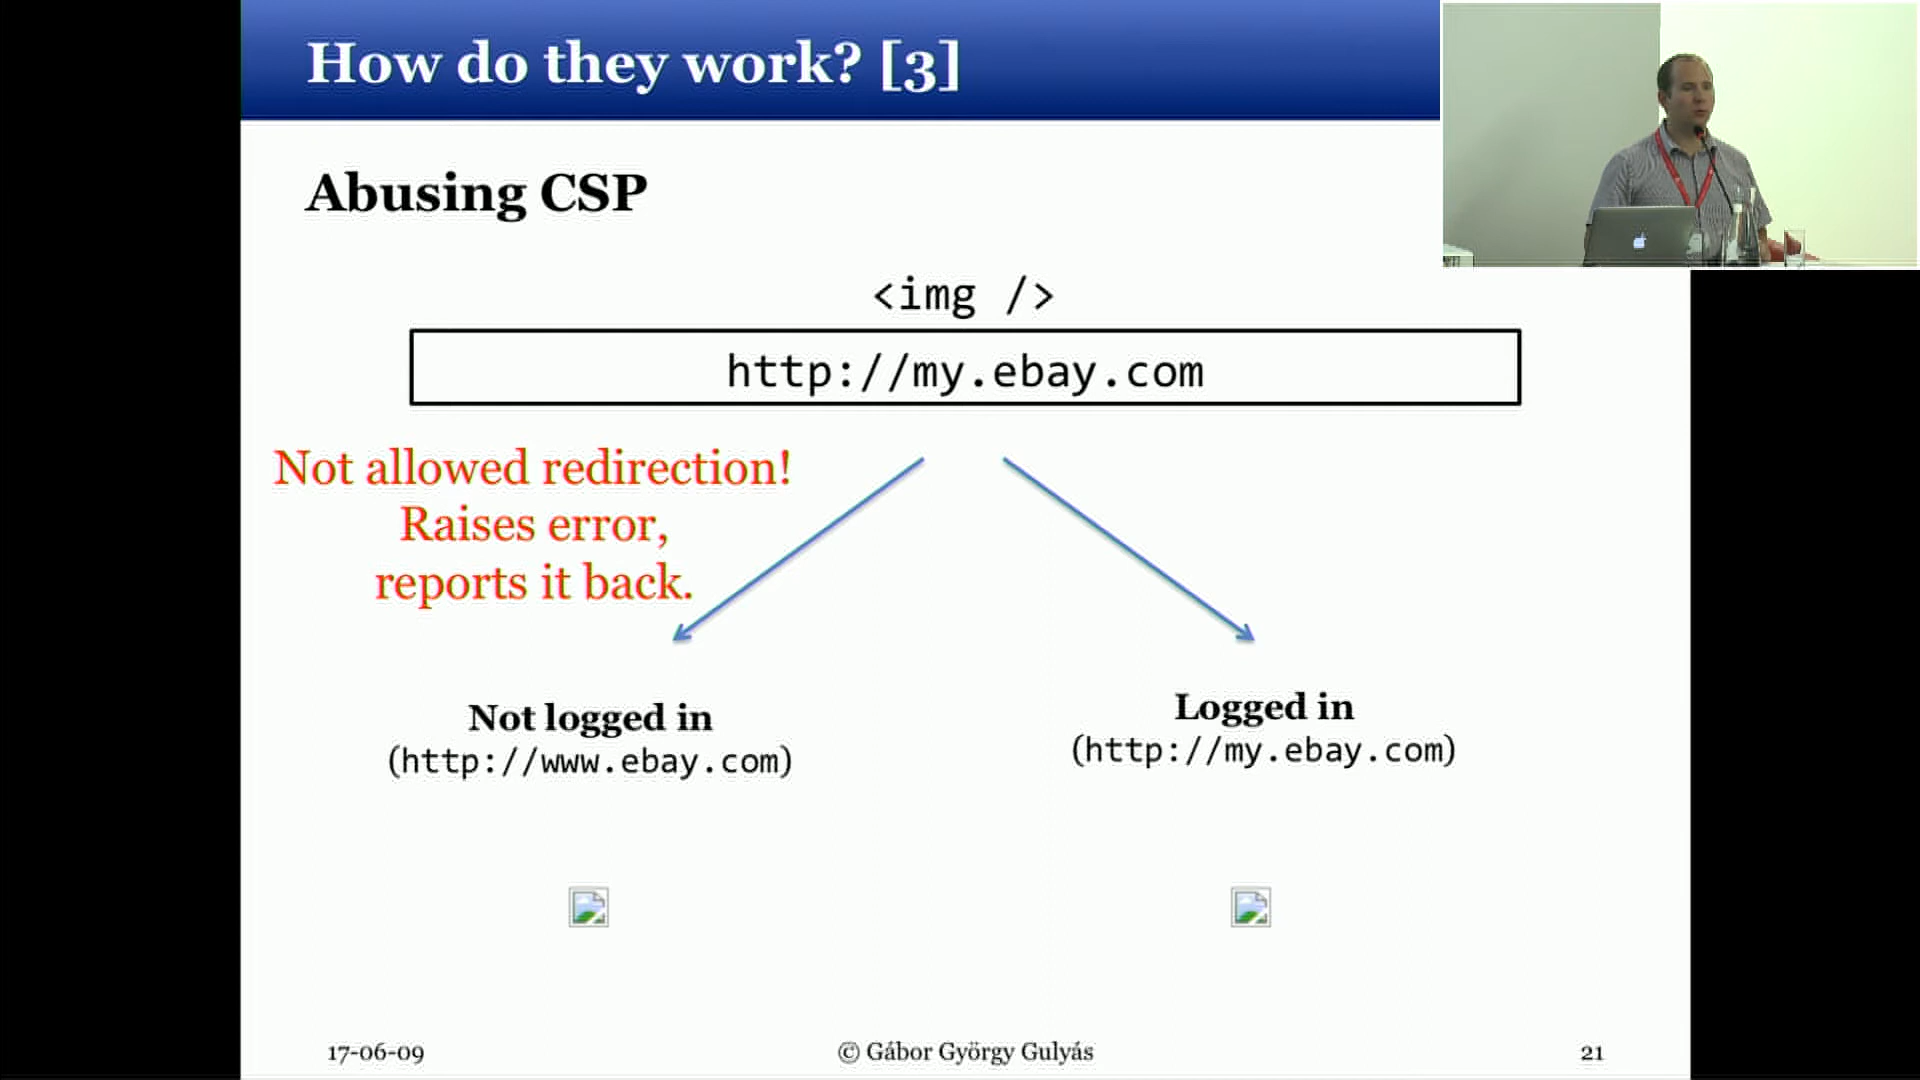 How do they work? [3]
Abusing CSP
<img />
http://my.ebay.com
Not allowed redirection!
Raises error,
reports it back.
Not logged in
(http://www.ebay.com)
Logged in
(http://my.ebay.com)
17-06-09
© Gábor György Gulyás
21